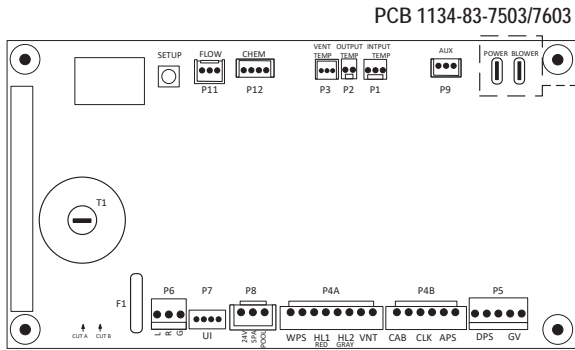 PCB 1134-83-7503/7603
SETUP FLOW CHEM VENT TEMP OUTPUT TEMP INTPUT TEMP AUX POWER BLOWER
P11 P12 P3 P2 P1 P9
T1
F1
P6 P7 P8 P4A P4B P5
CUT A CUT B
L R G UI 24V SPA POOL WPS HL1 HL2 VNT CAB CLK APS DPS GV
RED GRAY